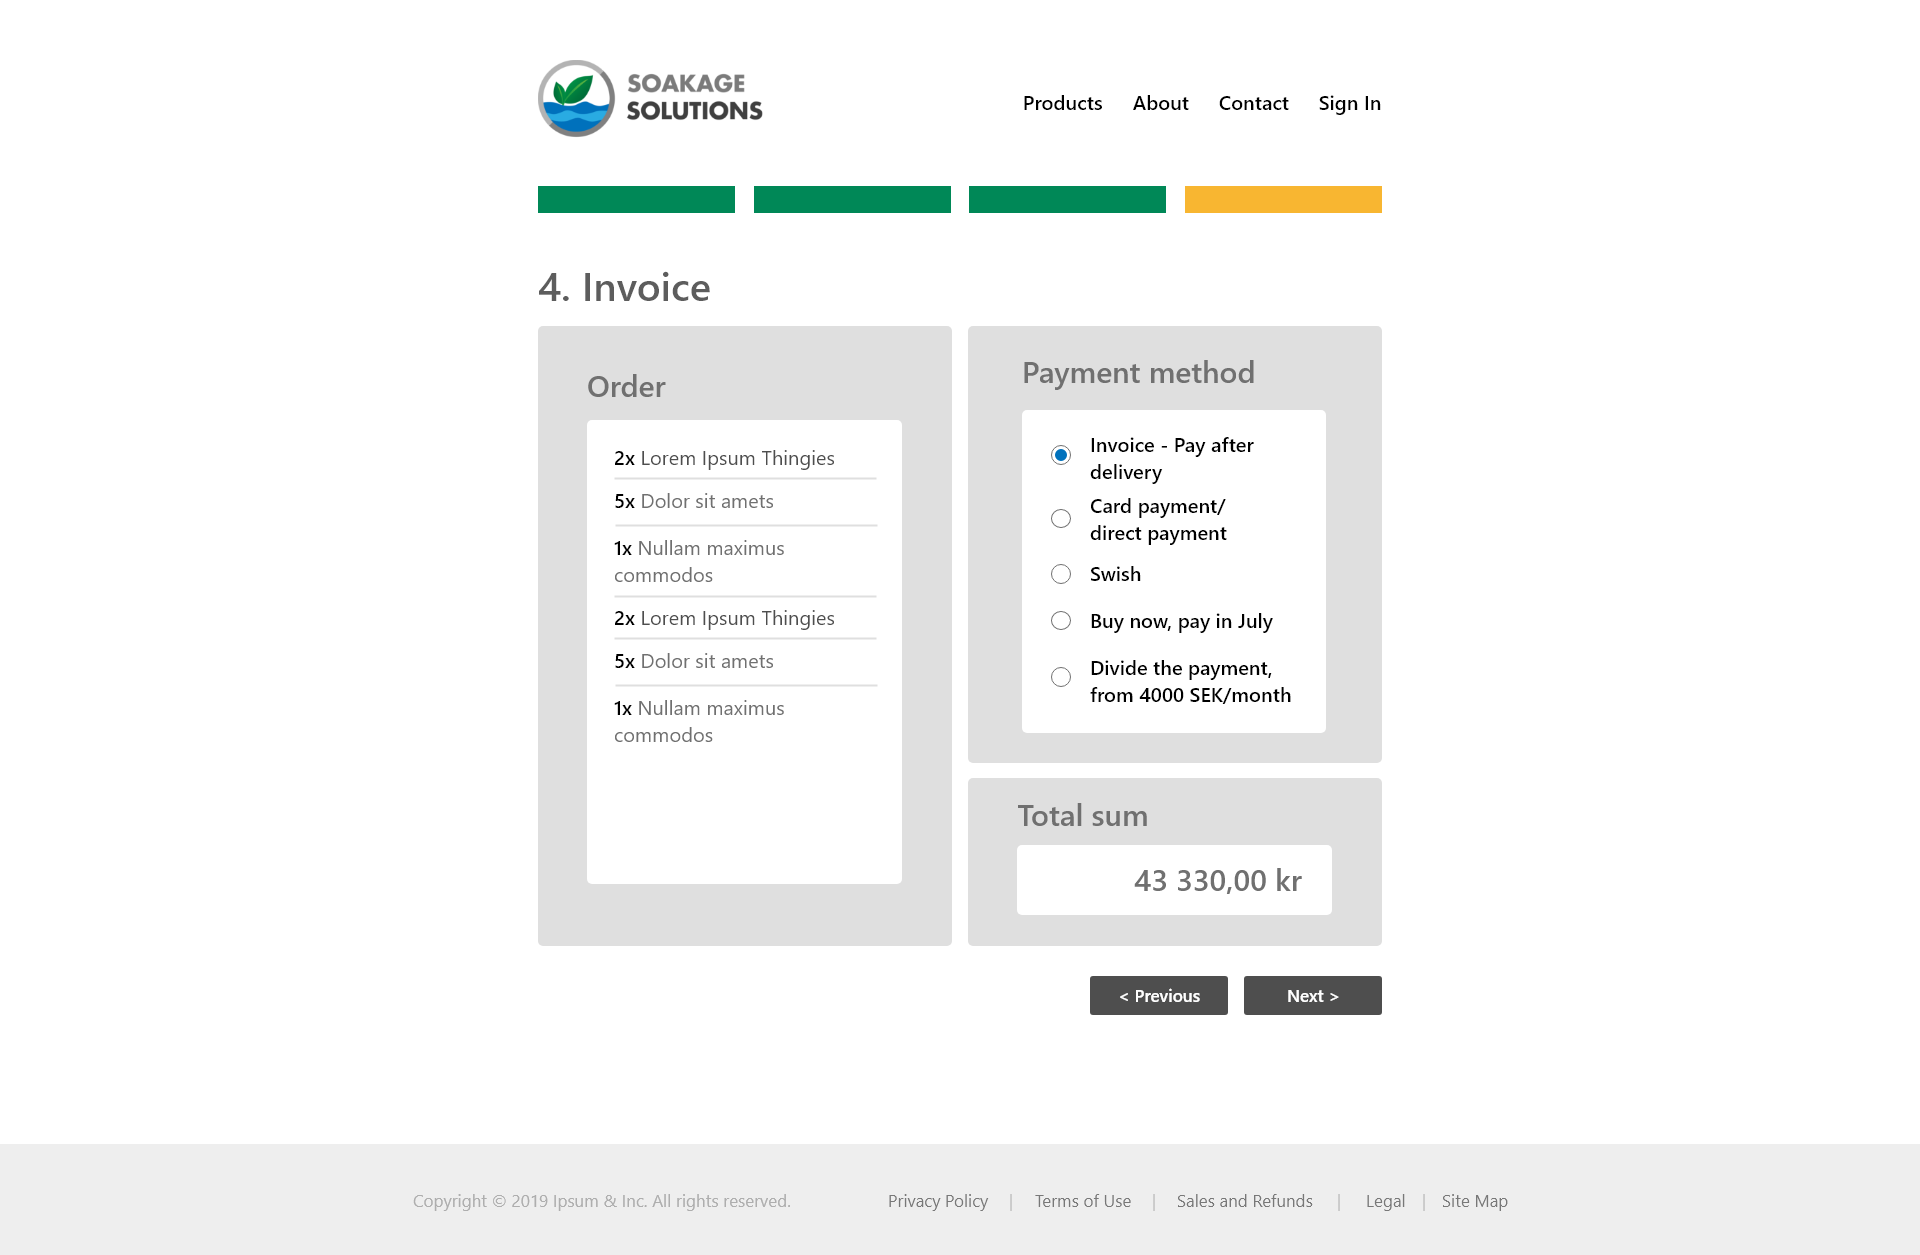 SOAKAGE
SOLUTIONS
Products
About
Contact
Sign In
4. Invoice
Order
2x Lorem Ipsum Thingies
5x Dolor sit amets
1x Nullam maximus
commodos
2x Lorem Ipsum Thingies
5x Dolor sit amets
1x Nullam maximus
commodos
Payment method
Invoice - Pay after
delivery
Card payment/
direct payment
Swish
Buy now, pay in July
Divide the payment,
from 4000 SEK/month
Total sum
43 330,00 kr
< Previous
Next >
Copyright © 2019 Ipsum & Inc. All rights reserved.
Privacy Policy | Terms of Use | Sales and Refunds | Legal | Site Map